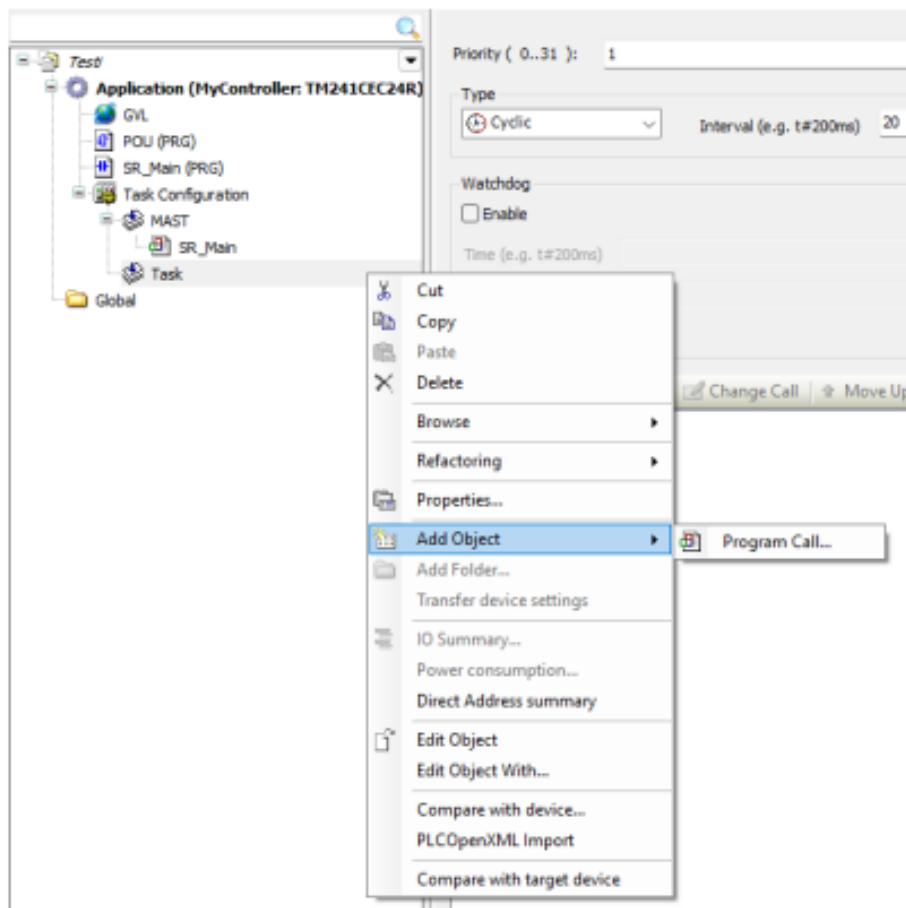 Test
Application (MyController: TM241CEC24R)
GVL
POU (PRG)
SR_Main (PRG)
Task Configuration
MAST
SR_Main
Task
Global
Priority ( 0..31 ): 1
Type
Cyclic
Interval (e.g. t#200ms) 20
Watchdog
Enable
Time (e.g. t#200ms)
Change Call
Move Up
Cut
Copy
Paste
Delete
Browse
Refactoring
Properties...
Add Object
Program Call...
Add Folder...
Transfer device settings
IO Summary...
Power consumption...
Direct Address summary
Edit Object
Edit Object With...
Compare with device...
PLCOpenXML Import
Compare with target device